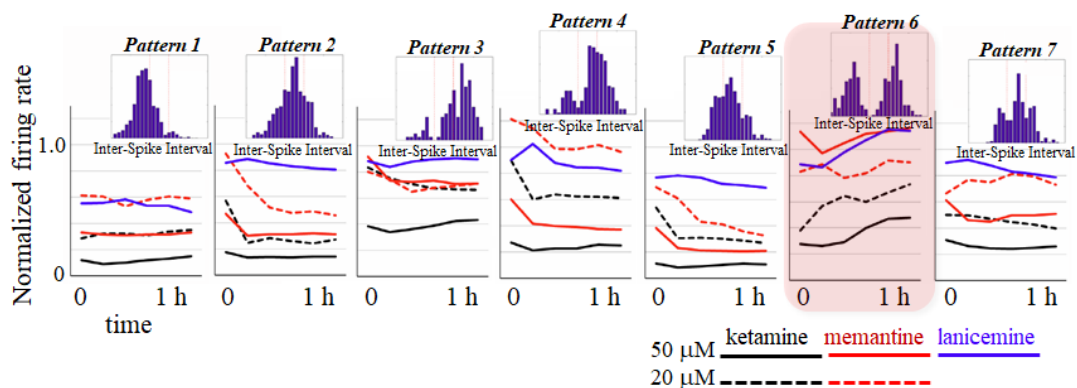 Pattern 1
Pattern 2
Pattern 3
Pattern 4
Pattern 5
Pattern 6
Pattern 7
Normalized firing rate
1.0
0
Inter-Spike Interval
Inter-Spike Interval
Inter-Spike Interval
Inter-Spike Interval
Inter-Spike Interval
Inter-Spike Interval
Inter-Spike Interval
0 1 h
0 1 h
0 1 h
0 1 h
0 1 h
0 1 h
0 1 h
time
ketamine memantine lanicemine
50 μM
20 μM